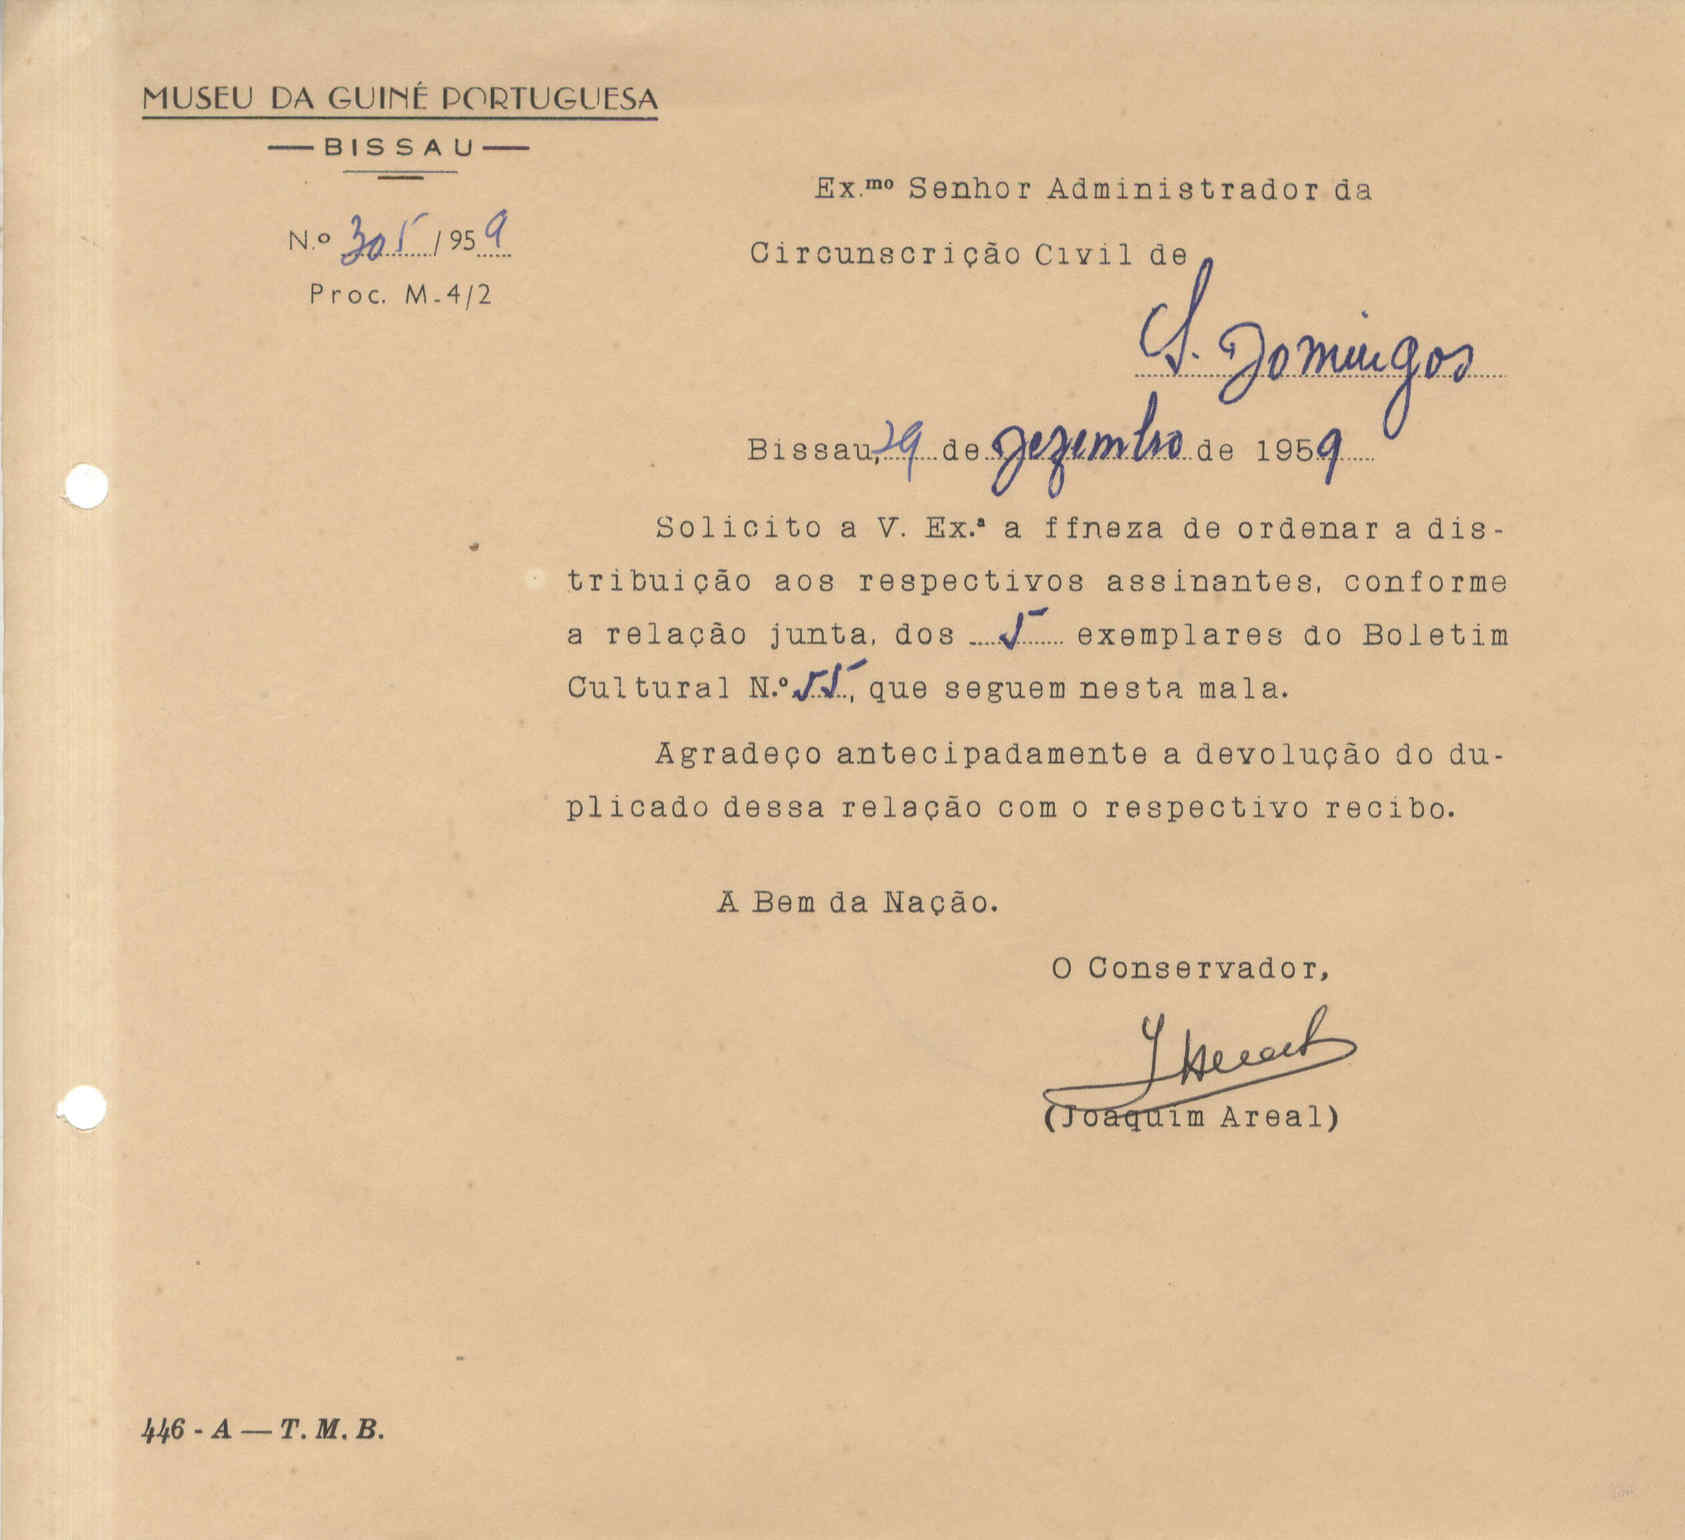 MUSEU DA GUINÉ PORTUGUESA
— BISSAU —
N.º 305/959
Proc. M-4/2
Ex.mo Senhor Administrador da
Circunscrição Civil de
S. Domingos
Bissau, 29 de Dezembro de 1959
Solicito a V. Ex.ª a ffneza de ordenar a dis-
tribuição aos respectivos assinantes, conforme
a relação junta, dos 5 exemplares do Boletim
Cultural N.º 55, que seguem nesta mala.
Agradeço antecipadamente a devolução do du-
plicado dessa relação com o respectivo recibo.
A Bem da Nação.
O Conservador,
(Joaquim Areal)
446 - A — T. M. B.